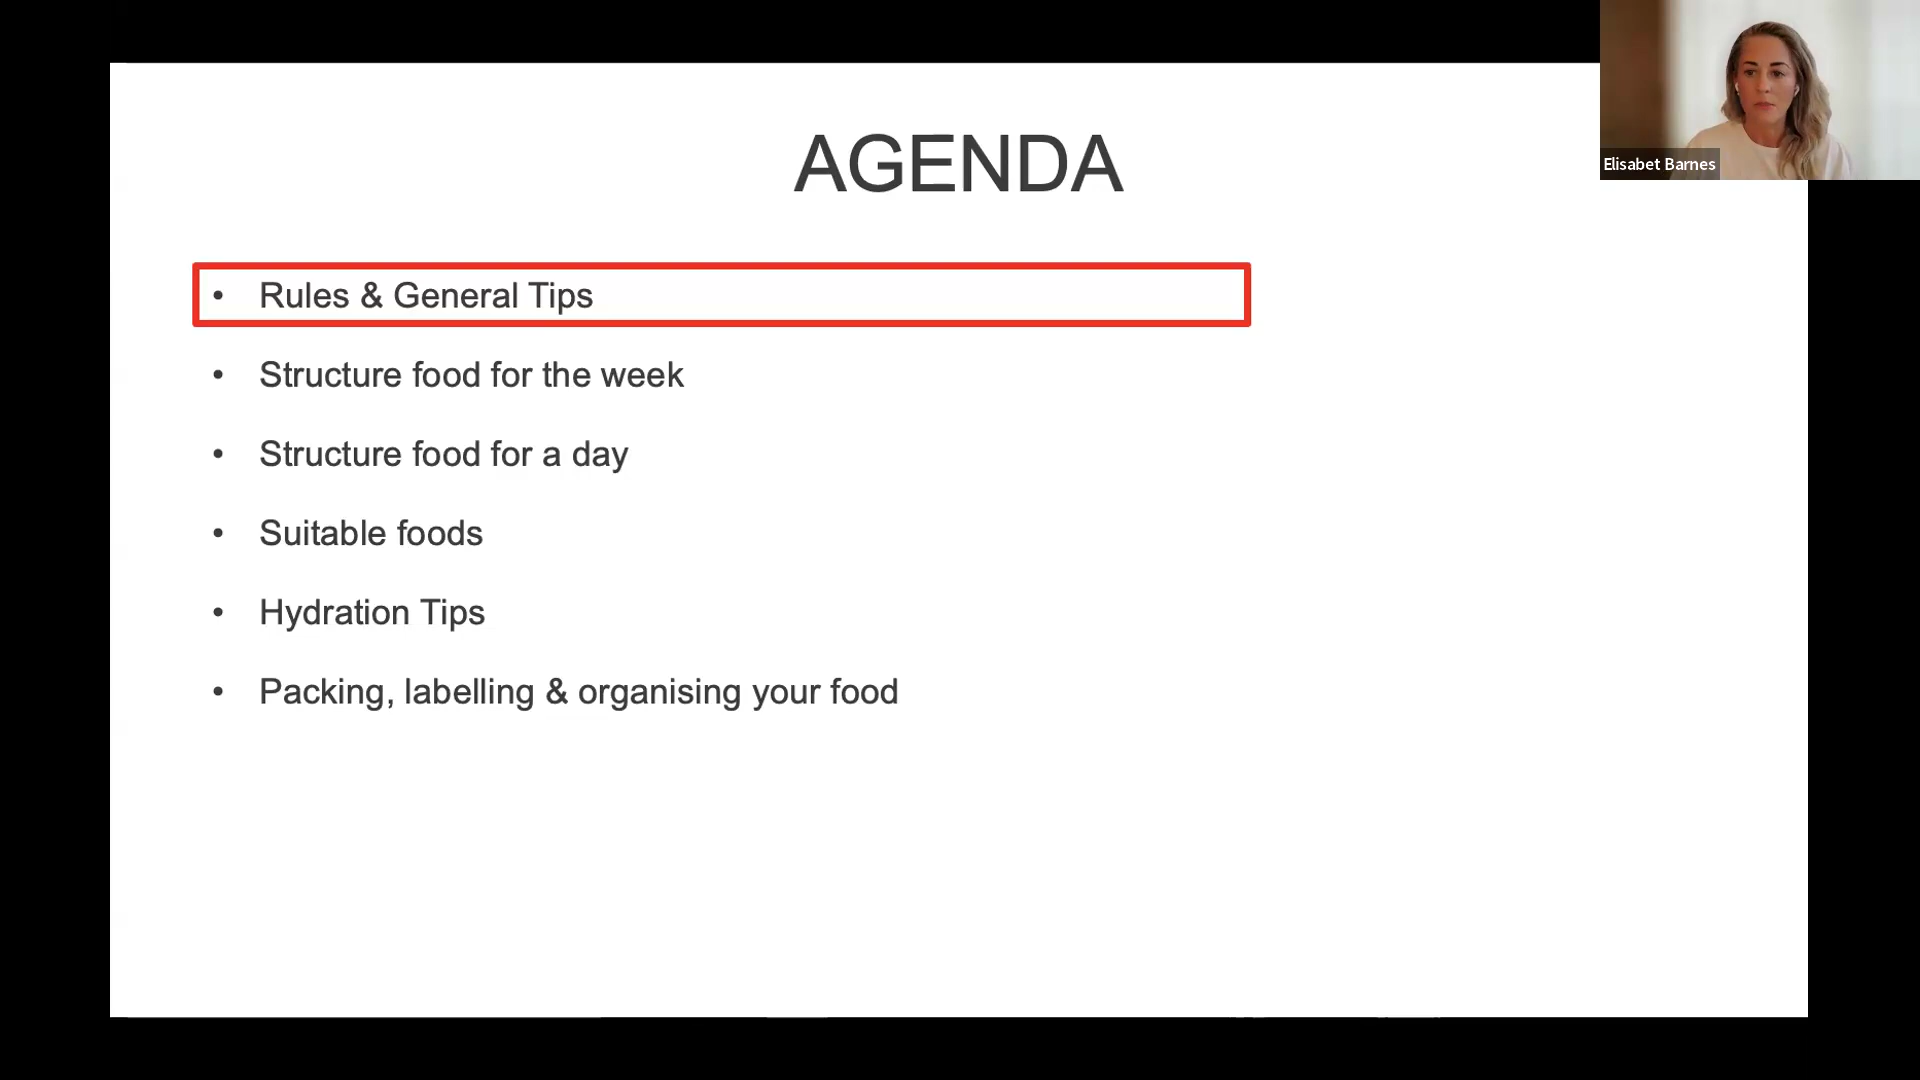 AGENDA
Elisabet Barnes
• Rules & General Tips
• Structure food for the week
• Structure food for a day
• Suitable foods
• Hydration Tips
• Packing, labelling & organising your food